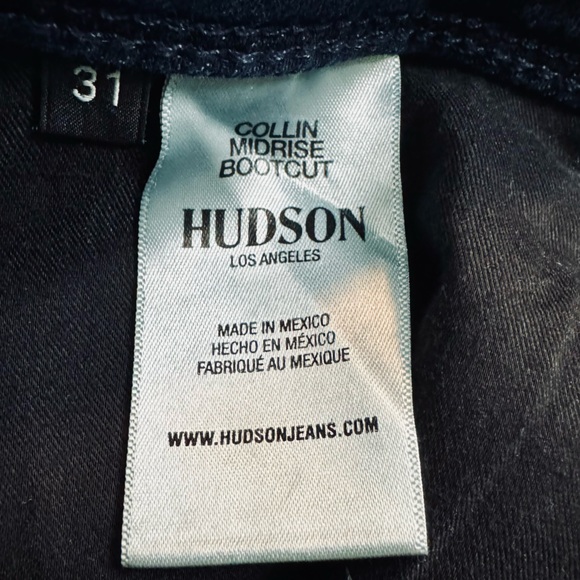 31
COLLIN
MIDRISE
BOOTCUT
HUDSON
LOS ANGELES
MADE IN MEXICO
HECHO EN MÉXICO
FABRIQUÉ AU MEXIQUE
WWW.HUDSONJEANS.COM